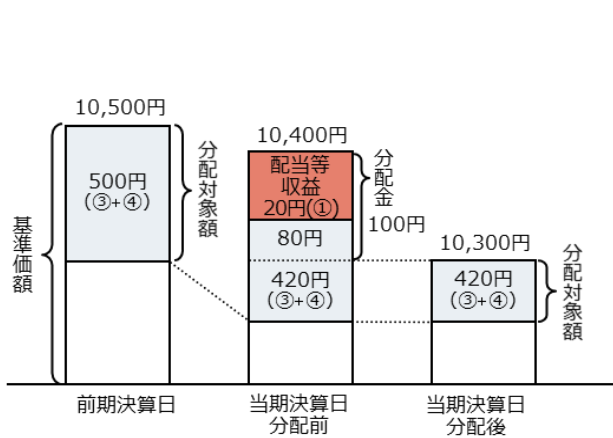 10,500円
500円
(③+④)
分配対象額
基準価額
前期決算日
10,400円
配当等
収益
20円(①)
80円
420円
(③+④)
分配金
100円
当期決算日
分配前
10,300円
420円
(③+④)
分配対象額
当期決算日
分配後